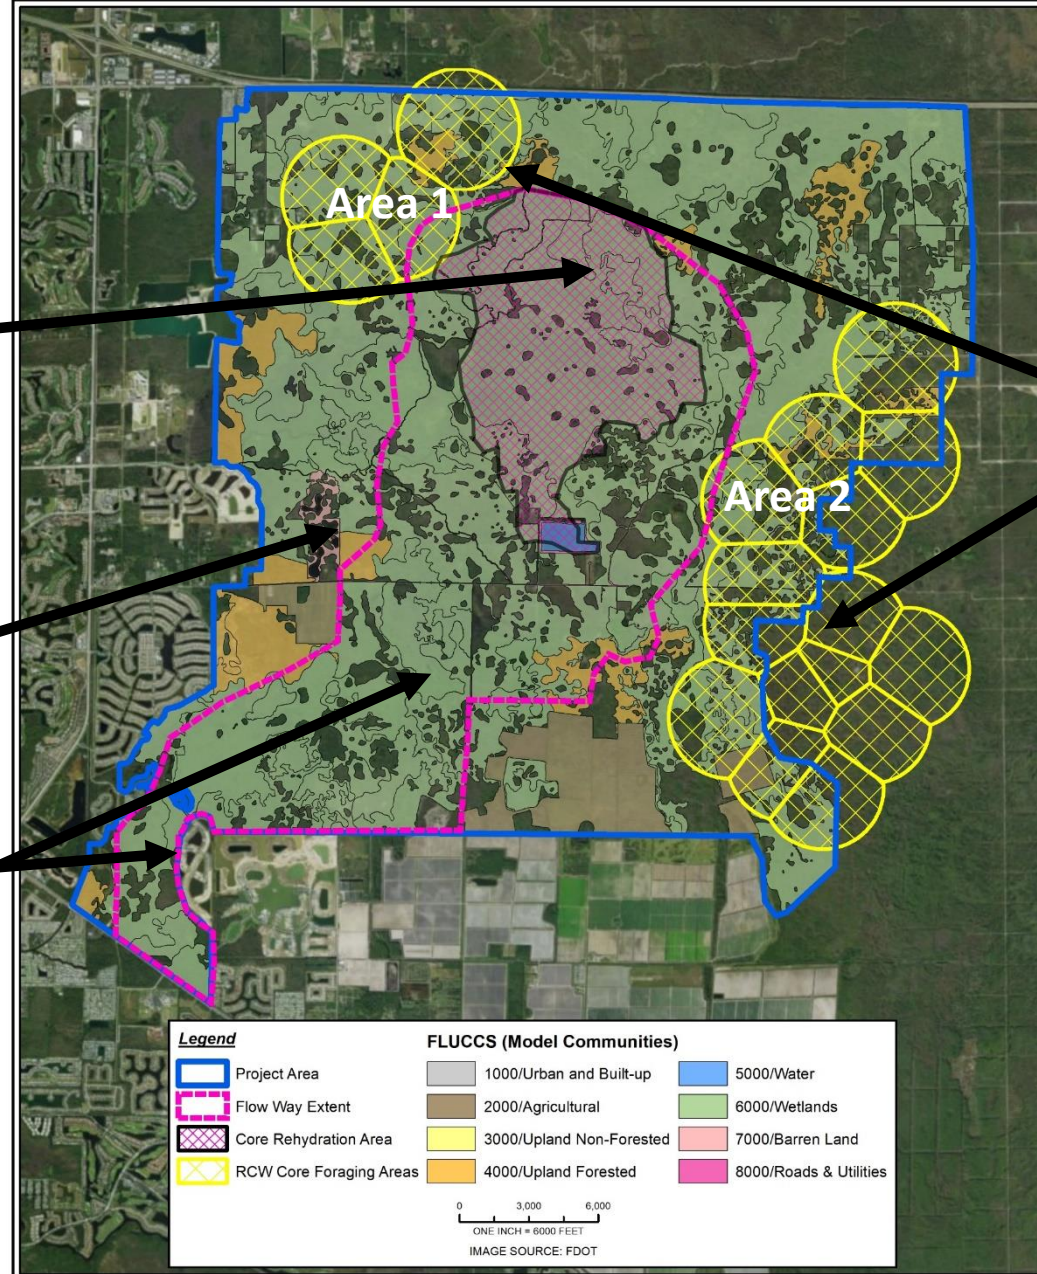 Area 1
Area 2
Legend
Project Area
Flow Way Extent
Core Rehydration Area
RCW Core Foraging Areas
FLUCCS (Model Communities)
1000/Urban and Built-up
2000/Agricultural
3000/Upland Non-Forested
4000/Upland Forested
5000/Water
6000/Wetlands
7000/Barren Land
8000/Roads & Utilities
0 3,000 6,000
ONE INCH = 6000 FEET
IMAGE SOURCE: FDOT